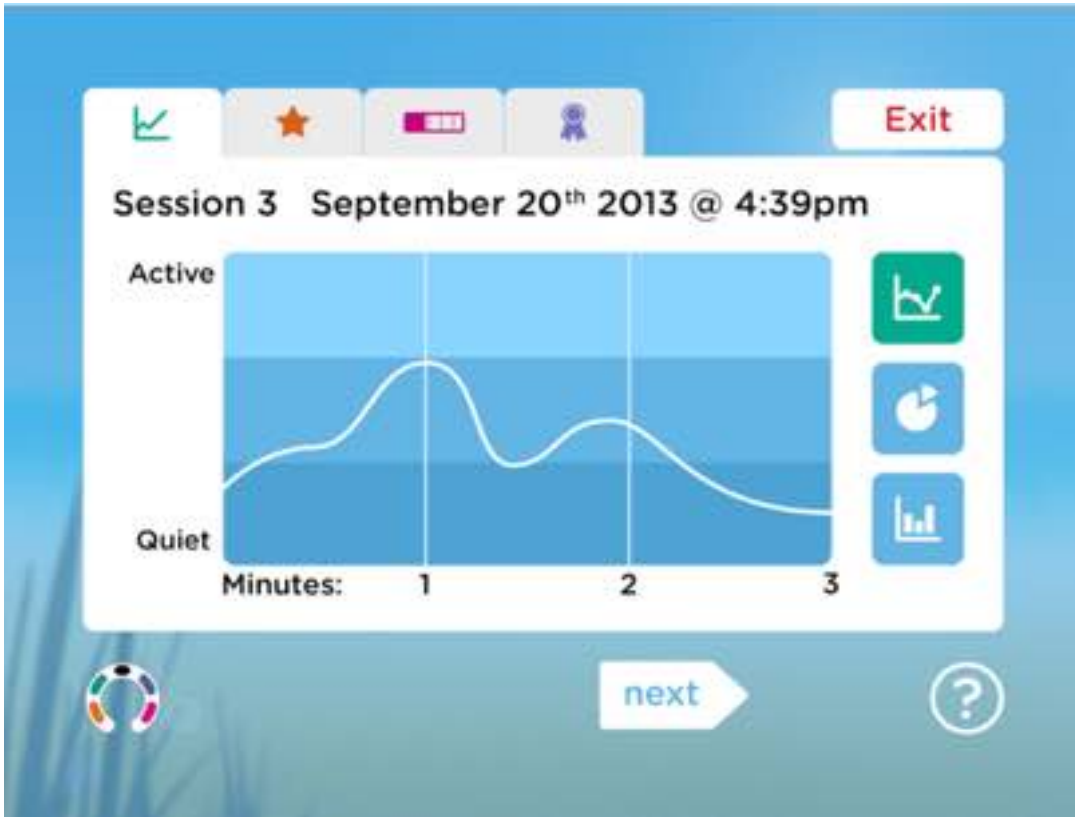 Exit
Session 3 September 20th 2013 @ 4:39pm
Active
Quiet
Minutes: 1 2 3
next
?